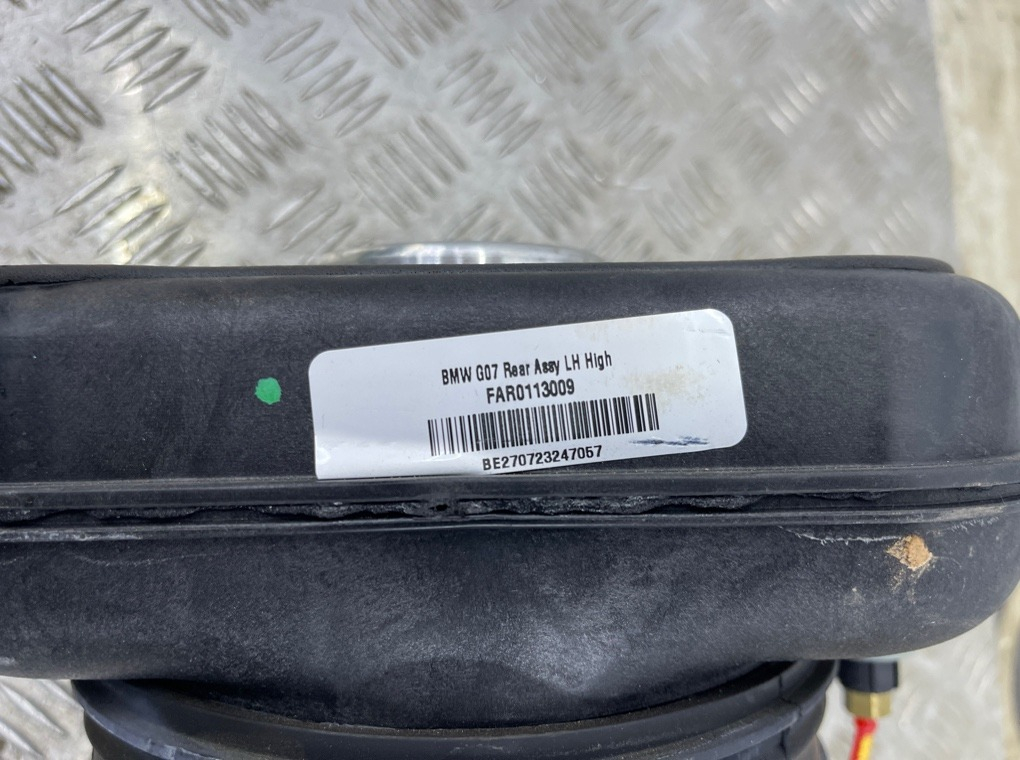 BMW G07 Rear Assy LH High
FAR0113009
BE270723247057